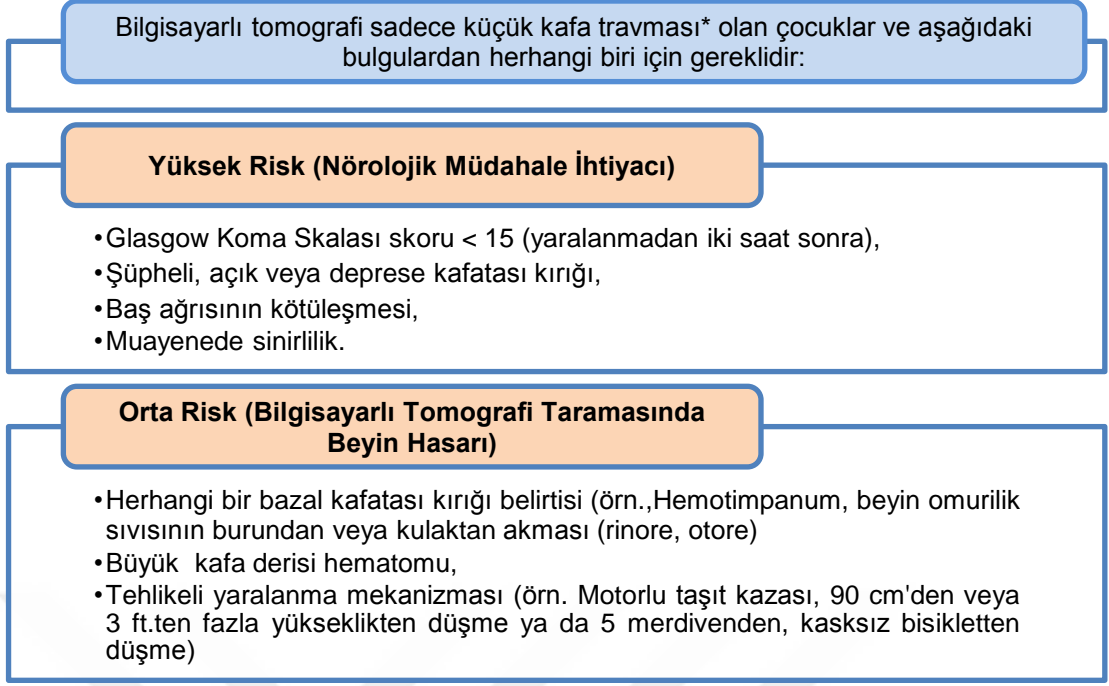 Bilgisayarlı tomografi sadece küçük kafa travması* olan çocuklar ve aşağıdaki
bulgulardan herhangi biri için gereklidir:
Yüksek Risk (Nörolojik Müdahale İhtiyacı)
•Glasgow Koma Skalası skoru < 15 (yaralanmadan iki saat sonra),
•Şüpheli, açık veya deprese kafatası kırığı,
•Baş ağrısının kötüleşmesi,
•Muayenede sinirlilik.
Orta Risk (Bilgisayarlı Tomografi Taramasında
Beyin Hasarı)
•Herhangi bir bazal kafatası kırığı belirtisi (örn.,Hemotimpanum, beyin omurilik
sıvısının burundan veya kulaktan akması (rinore, otore)
•Büyük kafa derisi hematomu,
•Tehlikeli yaralanma mekanizması (örn. Motorlu taşıt kazası, 90 cm'den veya
3 ft.ten fazla yükseklikten düşme ya da 5 merdivenden, kasksız bisikletten
düşme)